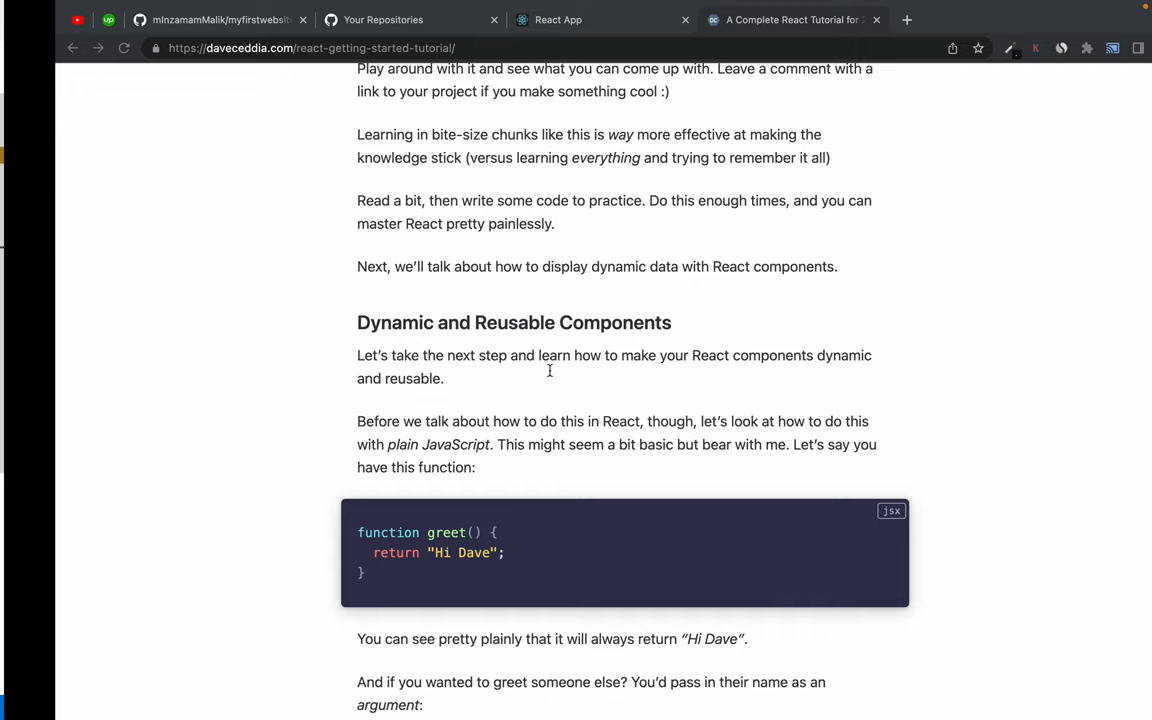 mInzamamMalik/myfirstwebsit
Your Repositories
React App
A Complete React Tutorial for 2
https://daveceddia.com/react-getting-started-tutorial/
Play around with it and see what you can come up with. Leave a comment with a
link to your project if you make something cool :)
Learning in bite-size chunks like this is way more effective at making the
knowledge stick (versus learning everything and trying to remember it all)
Read a bit, then write some code to practice. Do this enough times, and you can
master React pretty painlessly.
Next, we’ll talk about how to display dynamic data with React components.
Dynamic and Reusable Components
Let’s take the next step and learn how to make your React components dynamic
and reusable.
Before we talk about how to do this in React, though, let’s look at how to do this
with plain JavaScript. This might seem a bit basic but bear with me. Let’s say you
have this function:
jsx
function greet() {
  return "Hi Dave";
}
You can see pretty plainly that it will always return “Hi Dave”.
And if you wanted to greet someone else? You’d pass in their name as an
argument: